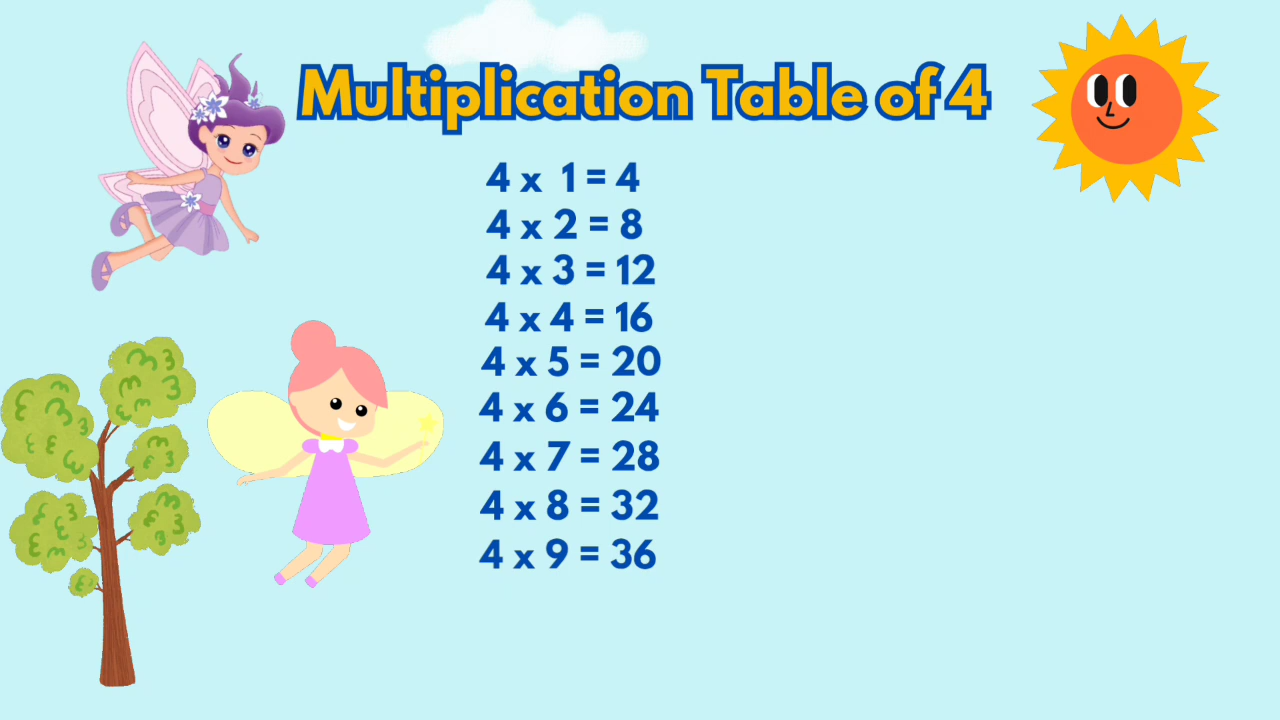 Multiplication Table of 4
4 x 1 = 4
4 x 2 = 8
4 x 3 = 12
4 x 4 = 16
4 x 5 = 20
4 x 6 = 24
4 x 7 = 28
4 x 8 = 32
4 x 9 = 36